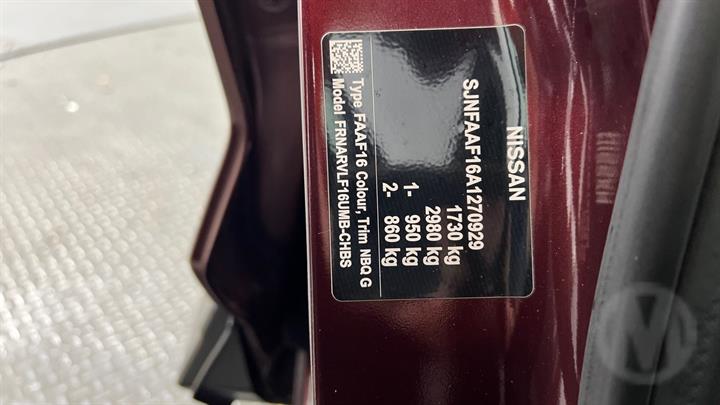 NISSAN
SJNFAAF16A1270929
1730 kg
2980 kg
1- 950 kg
2- 860 kg
Type FAAF16 Colour, Trim NBQ G
Model FRNARVLF16UMB-CHBS
M